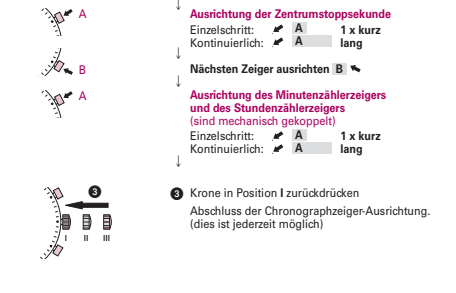 A
Ausrichtung der Zentrumstoppsekunde
Einzelschritt: A 1 x kurz
Kontinuierlich: A lang
B
Nächsten Zeiger ausrichten B
A
Ausrichtung des Minutenzählerzeigers
und des Stundenzählerzeigers
(sind mechanisch gekoppelt)
Einzelschritt: A 1 x kurz
Kontinuierlich: A lang
3
I II III
3 Krone in Position I zurückdrücken
Abschluss der Chronographzeiger-Ausrichtung.
(dies ist jederzeit möglich)